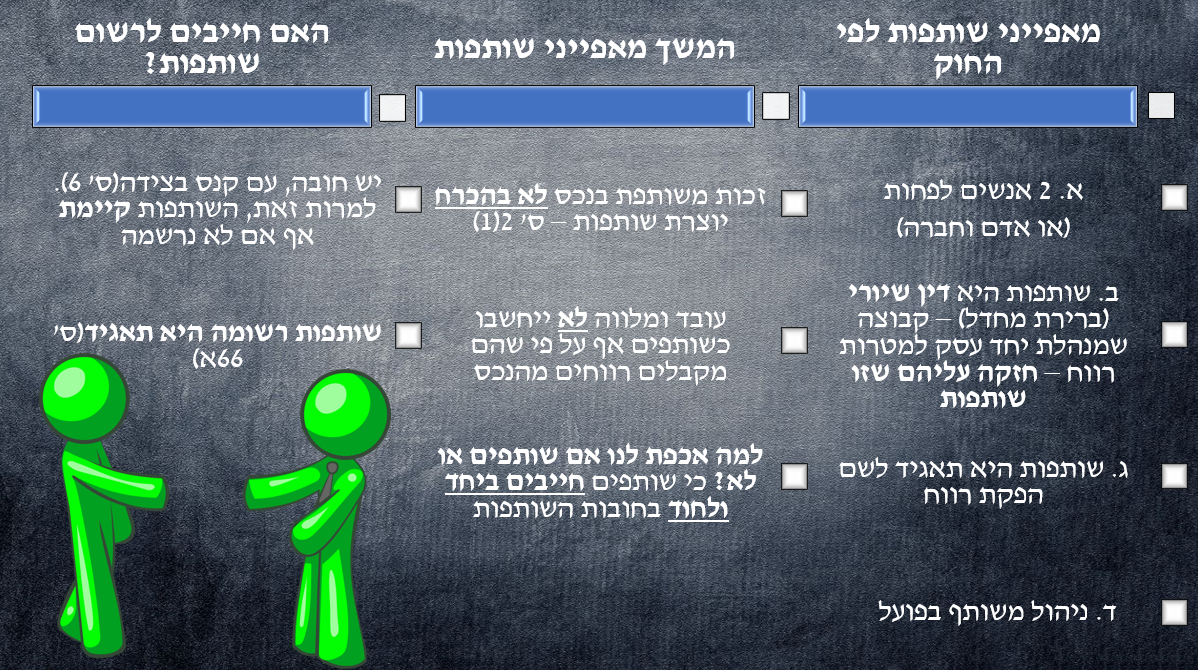 מאפייני שותפות לפי
החוק
א. 2 אנשים לפחות
(או אדם וחברה)
ב. שותפות היא דין שיורי
(ברירת מחדל) – קבוצה
שמנהלת יחד עסק למטרות
רווח – חזקה עליהם שזו
שותפות
ג. שותפות היא תאגיד לשם
הפקת רווח
ד. ניהול משותף בפועל
המשך מאפייני שותפות
זכות משותפת בנכס לא בהכרח
יוצרת שותפות – ס' 2(1)
עובד ומלווה לא ייחשבו
כשותפים אף על פי שהם
מקבלים רווחים מהנכס
למה אכפת לנו אם שותפים או
לא? כי שותפים חייבים ביחד
ולחוד בחובות השותפות
האם חייבים לרשום
שותפות?
יש חובה, עם קנס בצידה(ס' 6).
למרות זאת, השותפות קיימת
אף אם לא נרשמה
שותפות רשומה היא תאגיד(ס'
66א)